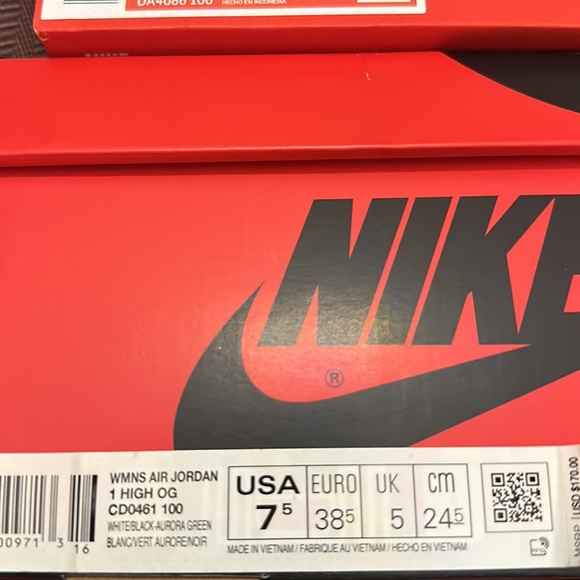 DA4086 100
HECHO EN INDONESIA
NIKE
NIKE
®
WMNS AIR JORDAN
1 HIGH OG
CD0461 100
WHITE/BLACK-AURORA GREEN
BLANC/VERT AURORE/NOIR
USA
7⁵
EURO
38⁵
UK
5
cm
24⁵
MADE IN VIETNAM / FABRIQUE AU VIETNAM / HECHO EN VIETNAM
00971 3 16
MSRP USD $170.00